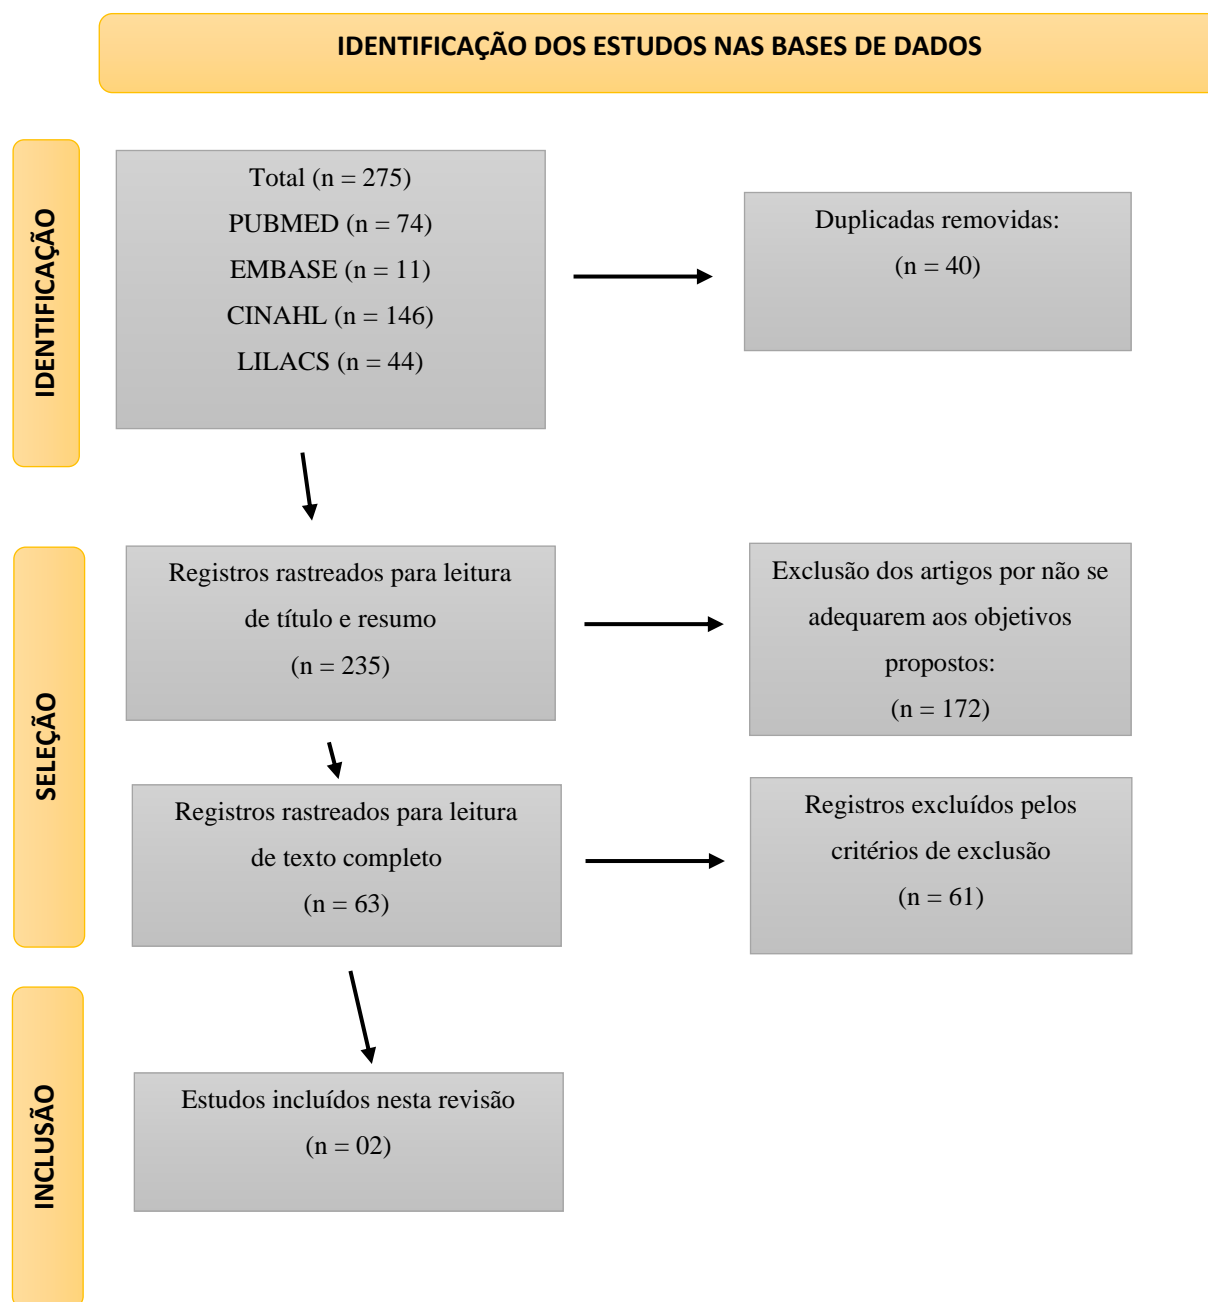 IDENTIFICAÇÃO DOS ESTUDOS NAS BASES DE DADOS
IDENTIFICAÇÃO
Total (n = 275)
PUBMED (n = 74)
EMBASE (n = 11)
CINAHL (n = 146)
LILACS (n = 44)
Duplicadas removidas:
(n = 40)
SELEÇÃO
Registros rastreados para leitura
de título e resumo
(n = 235)
Exclusão dos artigos por não se
adequarem aos objetivos
propostos:
(n = 172)
Registros rastreados para leitura
de texto completo
(n = 63)
Registros excluídos pelos
critérios de exclusão
(n = 61)
INCLUSÃO
Estudos incluídos nesta revisão
(n = 02)